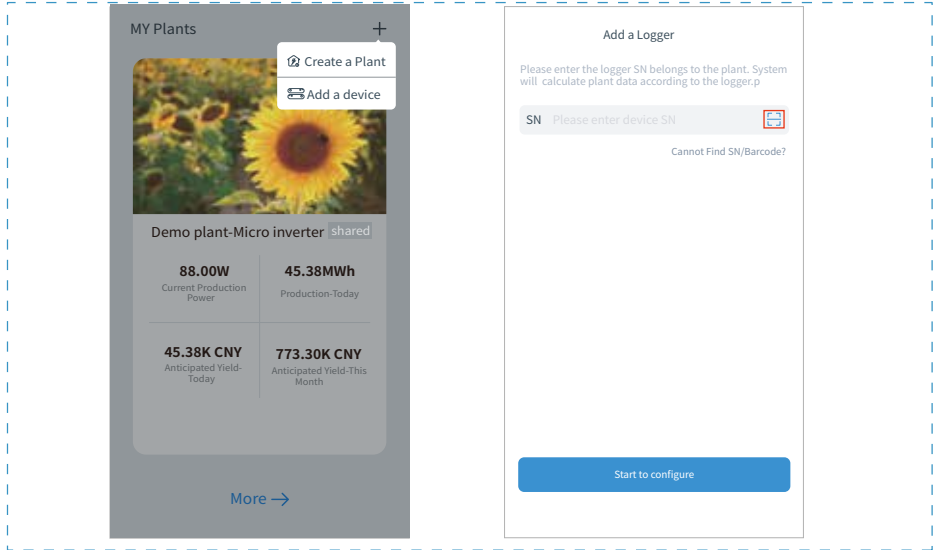 MY Plants
Create a Plant
Add a device
Demo plant-Micro inverter shared
88.00W
Current Production
Power
45.38MWh
Production-Today
45.38K CNY
Anticipated Yield-
Today
773.30K CNY
Anticipated Yield-This
Month
More
Add a Logger
Please enter the logger SN belongs to the plant. System
will calculate plant data according to the logger.p
SN Please enter device SN
Cannot Find SN/Barcode?
Start to configure